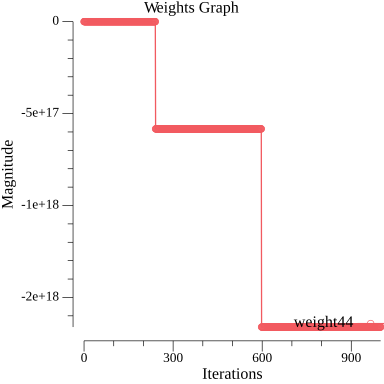 Weights Graph
0
-5e+17
-1e+18
-2e+18
Magnitude
weight44
0
300
600
900
Iterations